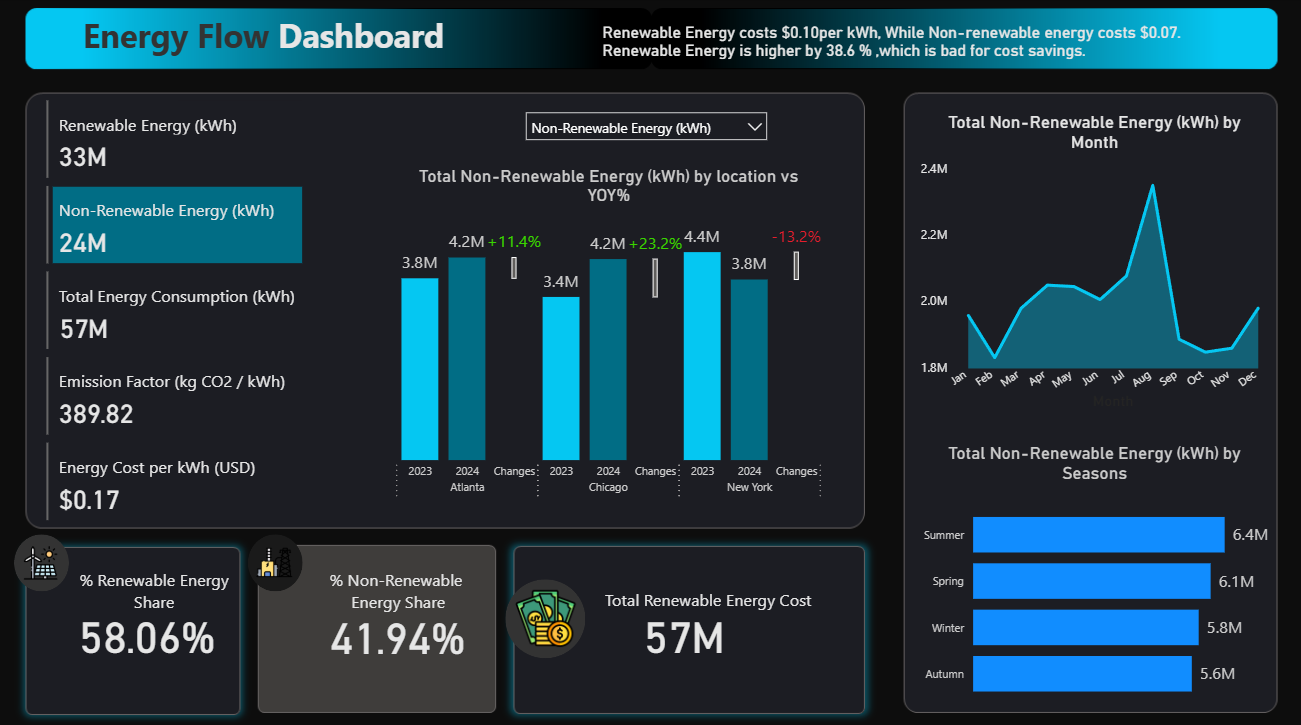 Energy Flow Dashboard
Renewable Energy costs $0.10per kWh, While Non-renewable energy costs $0.07.
Renewable Energy is higher by 38.6 % ,which is bad for cost savings.
Renewable Energy (kWh)
33M
Non-Renewable Energy (kWh)
24M
Total Energy Consumption (kWh)
57M
Emission Factor (kg CO2 / kWh)
389.82
Energy Cost per kWh (USD)
$0.17
Non-Renewable Energy (kWh)
Total Non-Renewable Energy (kWh) by location vs
YOY%
3.8M
4.2M
+11.4%
3.4M
4.2M
+23.2%
4.4M
3.8M
-13.2%
2023 2024 Changes 2023 2024 Changes 2023 2024 Changes
Atlanta Chicago New York
Total Non-Renewable Energy (kWh) by
Month
2.4M
2.2M
2.0M
1.8M
Jan Feb Mar Apr May Jun Jul Aug Sep Oct Nov Dec
Month
Total Non-Renewable Energy (kWh) by
Seasons
Summer 6.4M
Spring 6.1M
Winter 5.8M
Autumn 5.6M
% Renewable Energy
Share
58.06%
% Non-Renewable
Energy Share
41.94%
Total Renewable Energy Cost
57M